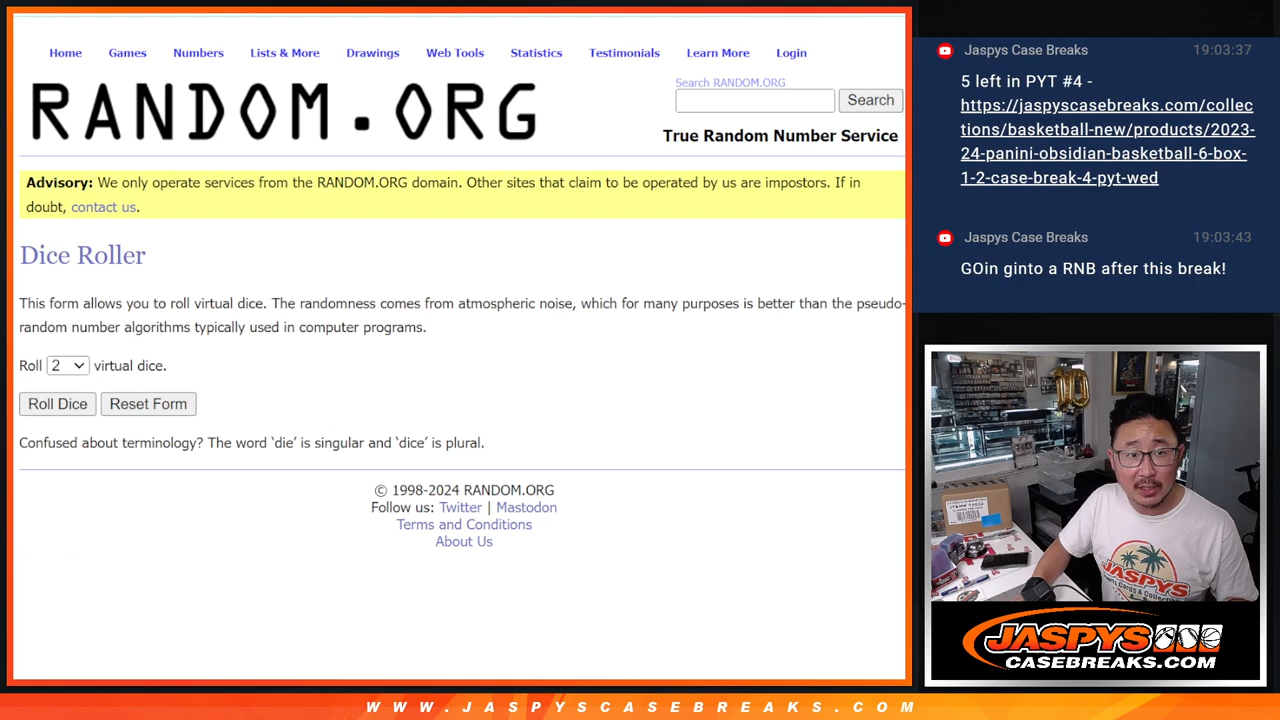 Home Games Numbers Lists & More Drawings Web Tools Statistics Testimonials Learn More Login
RANDOM.ORG
Search RANDOM.ORG
Search
True Random Number Service
Advisory: We only operate services from the RANDOM.ORG domain. Other sites that claim to be operated by us are impostors. If in
doubt, contact us.
Dice Roller
This form allows you to roll virtual dice. The randomness comes from atmospheric noise, which for many purposes is better than the pseudo-
random number algorithms typically used in computer programs.
Roll 2 virtual dice.
Roll Dice Reset Form
Confused about terminology? The word ‘die’ is singular and ‘dice’ is plural.
© 1998-2024 RANDOM.ORG
Follow us: Twitter | Mastodon
Terms and Conditions
About Us
Jaspys Case Breaks 19:03:37
5 left in PYT #4 -
https://jaspyscasebreaks.com/collec
tions/basketball-new/products/2023-
24-panini-obsidian-basketball-6-box-
1-2-case-break-4-pyt-wed
Jaspys Case Breaks 19:03:43
GOin ginto a RNB after this break!
10
JASPYS
JASPYS
CASEBREAKS.COM
WWW.JASPYSCASEBREAKS.COM